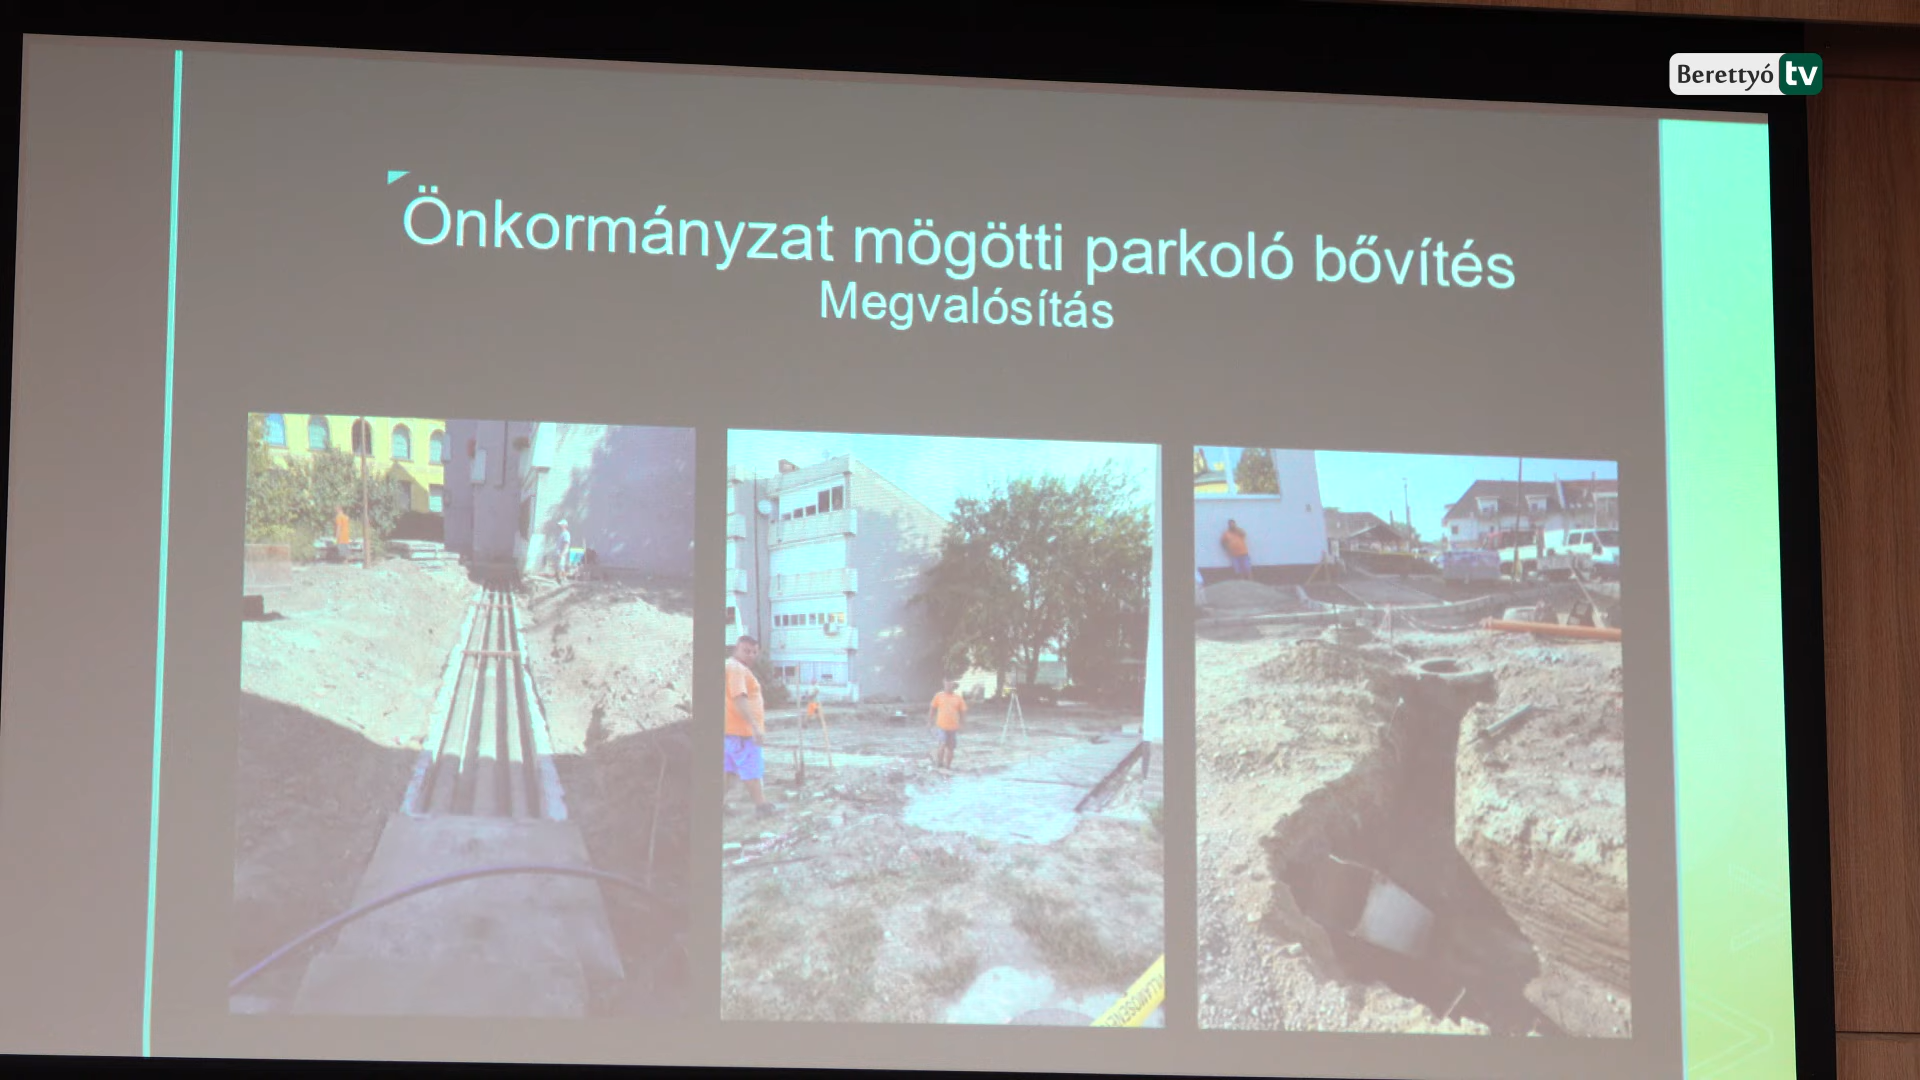 Berettyó tv
Önkormányzat mögötti parkoló bővítés
Megvalósítás